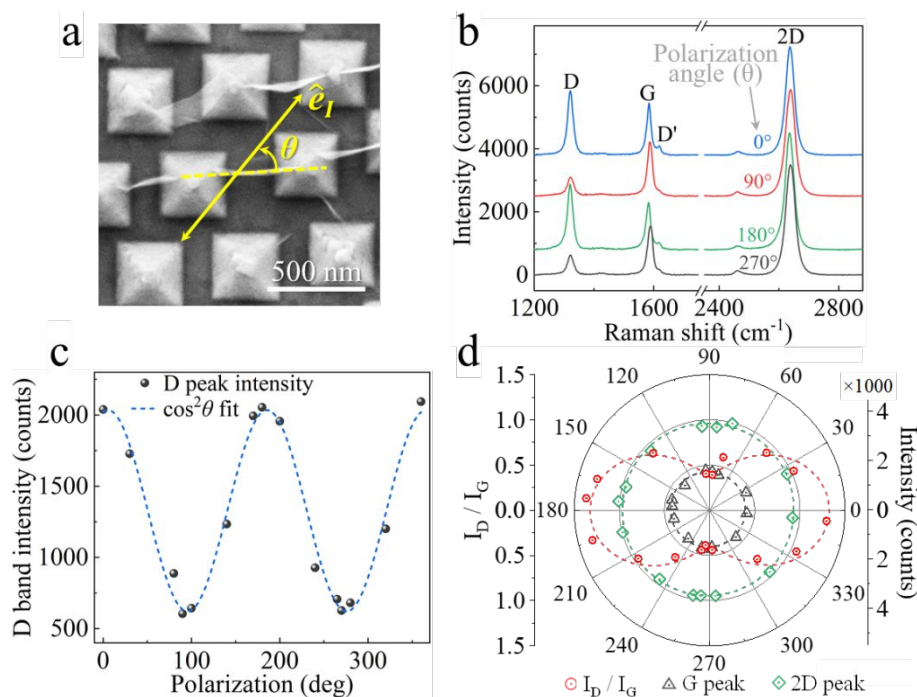 a
ê_I
θ
500 nm
b
Intensity (counts)
6000
4000
2000
0
D
G
D'
2D
Polarization
angle (θ)
0°
90°
180°
270°
1200
1600
2400
2800
Raman shift (cm⁻¹)
c
D band intensity (counts)
2000
1500
1000
500
D peak intensity
cos²θ fit
0
100
200
300
Polarization (deg)
d
I_D / I_G
1.5
1.0
0.5
0.0
0.5
1.0
1.5
90
60
30
0
330
300
270
240
210
180
150
120
×1000
4
2
0
2
4
Intensity (counts)
I_D / I_G
G peak
2D peak